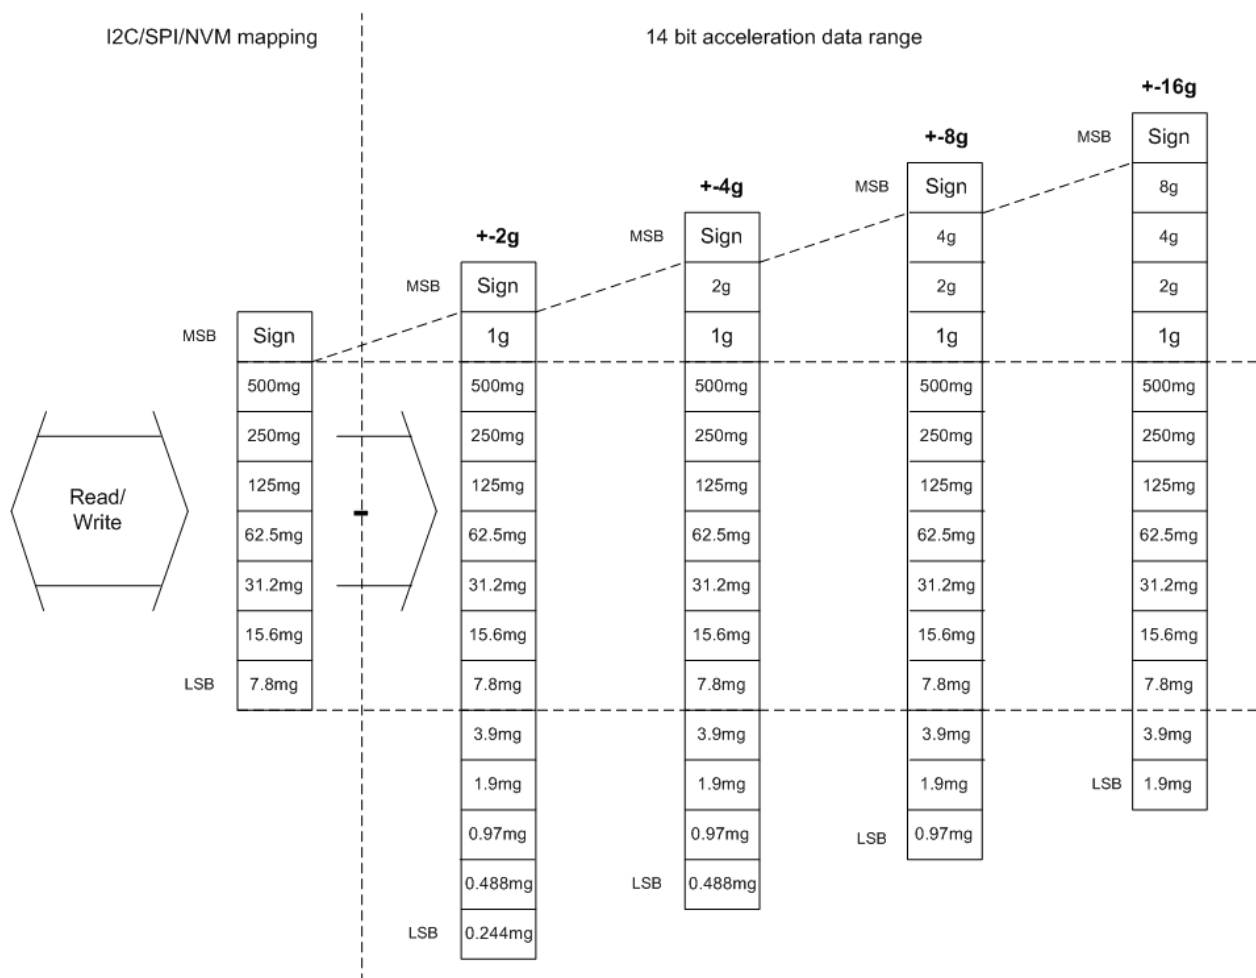 I2C/SPI/NVM mapping
14 bit acceleration data range
+-16g
MSB
Sign
+-8g
MSB
Sign
8g
+-4g
MSB
Sign
4g
4g
+-2g
MSB
Sign
2g
2g
2g
MSB
Sign
1g
1g
1g
1g
500mg
500mg
500mg
500mg
500mg
250mg
250mg
250mg
250mg
250mg
125mg
125mg
125mg
125mg
125mg
Read/
Write
62.5mg
62.5mg
62.5mg
62.5mg
62.5mg
31.2mg
31.2mg
31.2mg
31.2mg
31.2mg
15.6mg
15.6mg
15.6mg
15.6mg
15.6mg
LSB
7.8mg
7.8mg
7.8mg
7.8mg
7.8mg
3.9mg
3.9mg
3.9mg
3.9mg
1.9mg
1.9mg
1.9mg
LSB
1.9mg
0.97mg
0.97mg
LSB
0.97mg
0.488mg
LSB
0.488mg
LSB
0.244mg